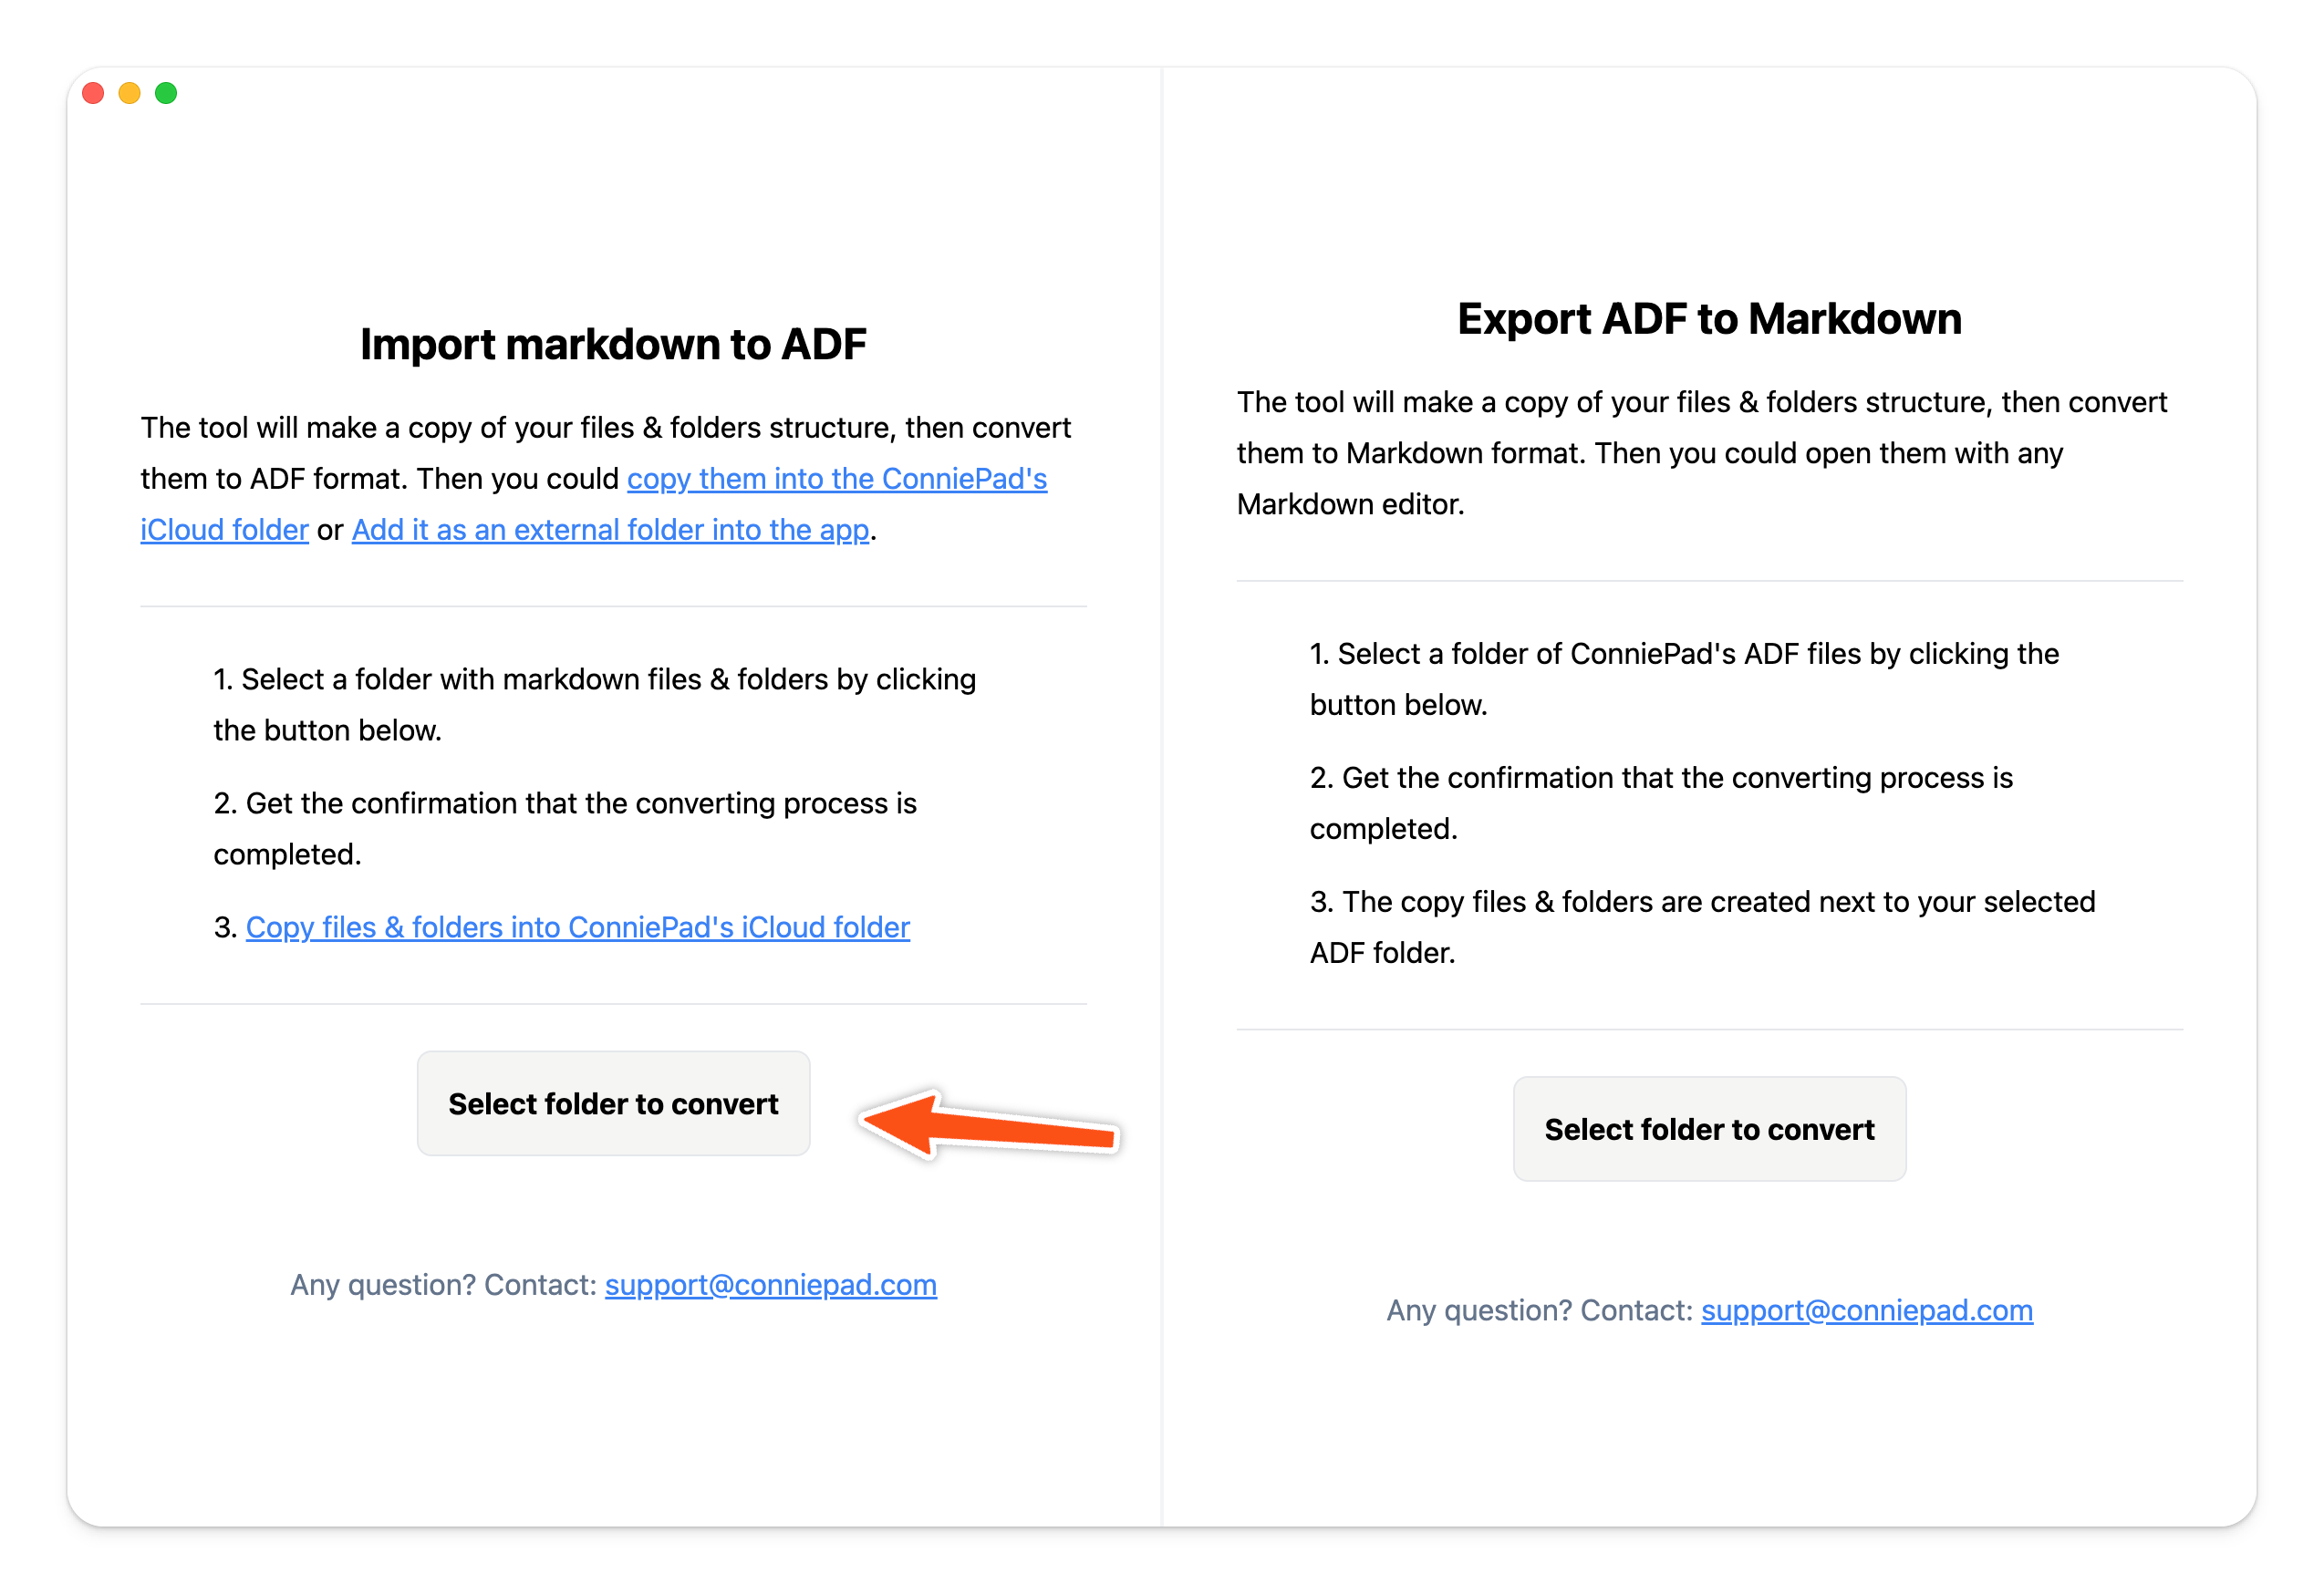 Import markdown to ADF
The tool will make a copy of your files & folders structure, then convert
them to ADF format. Then you could copy them into the ConniePad's
iCloud folder or Add it as an external folder into the app.
1. Select a folder with markdown files & folders by clicking
the button below.
2. Get the confirmation that the converting process is
completed.
3. Copy files & folders into ConniePad's iCloud folder
Select folder to convert
Any question? Contact: support@conniepad.com
Export ADF to Markdown
The tool will make a copy of your files & folders structure, then convert
them to Markdown format. Then you could open them with any
Markdown editor.
1. Select a folder of ConniePad's ADF files by clicking the
button below.
2. Get the confirmation that the converting process is
completed.
3. The copy files & folders are created next to your selected
ADF folder.
Select folder to convert
Any question? Contact: support@conniepad.com